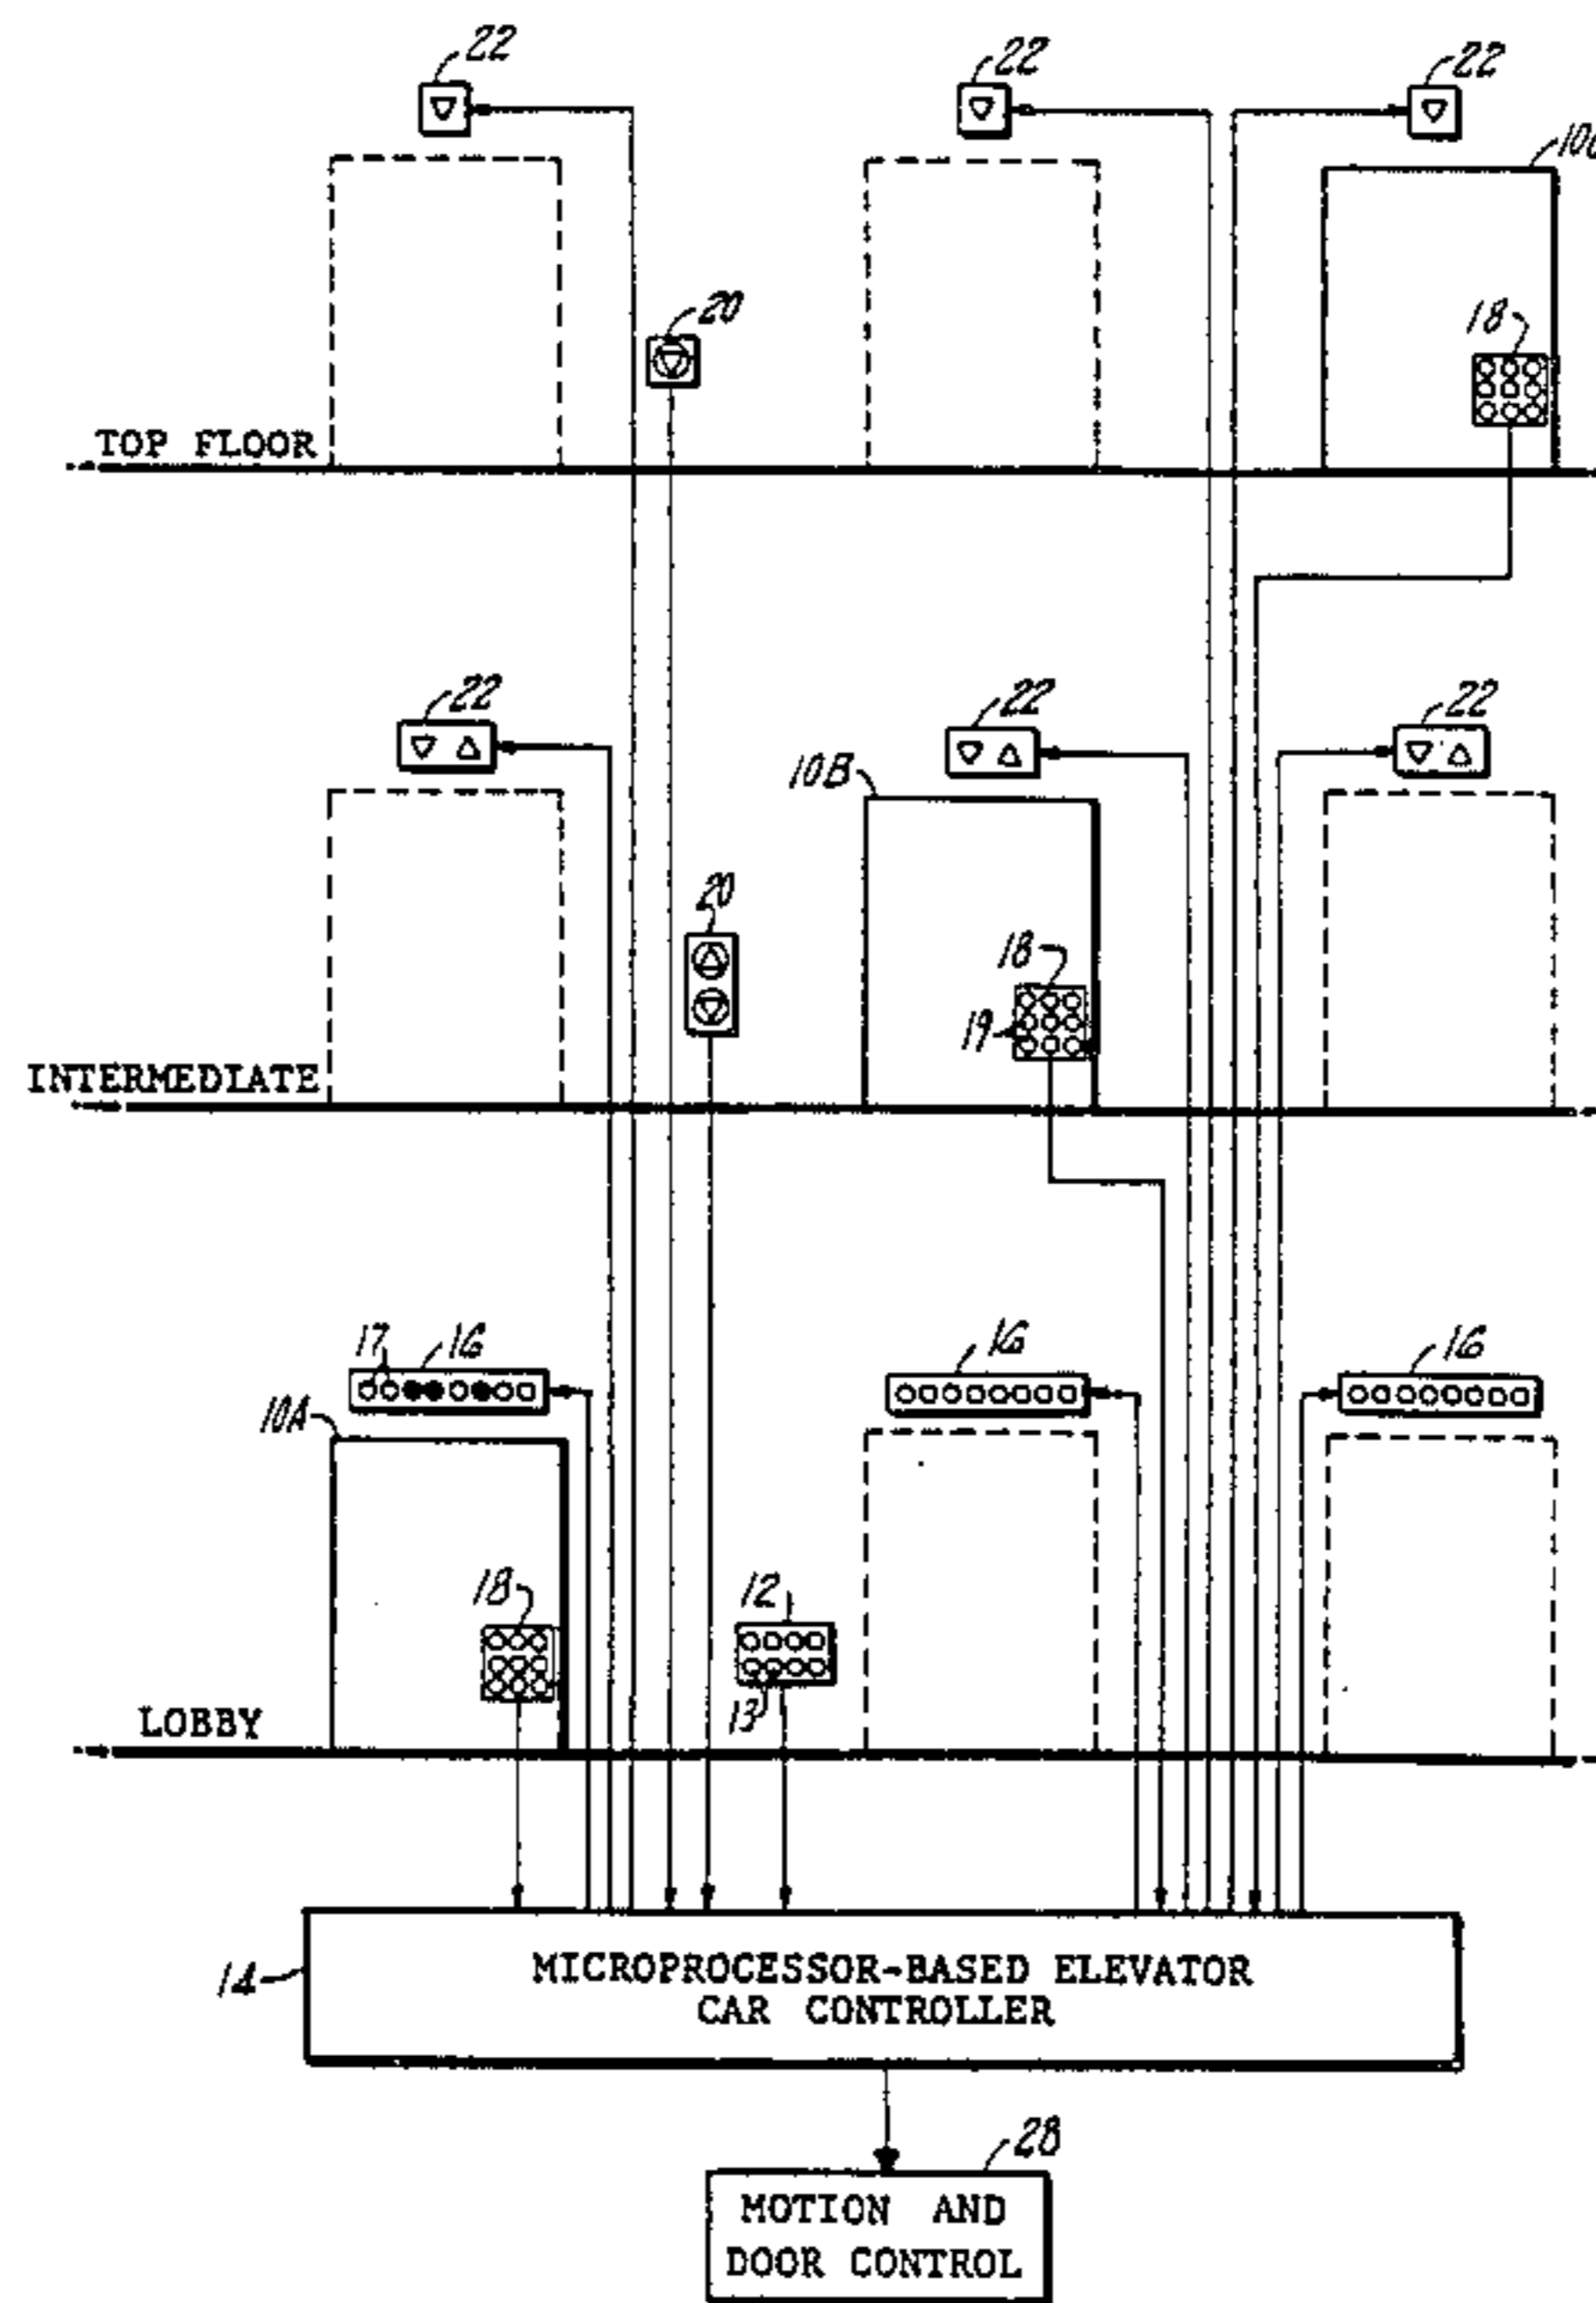 22 22 22
10C
20
18
TOP FLOOR
22 22 22
10B
20
18
19
INTERMEDIATE
17 16 16 16
10A
18 12
13
LOBBY
14
MICROPROCESSOR-BASED ELEVATOR
CAR CONTROLLER
28
MOTION AND
DOOR CONTROL